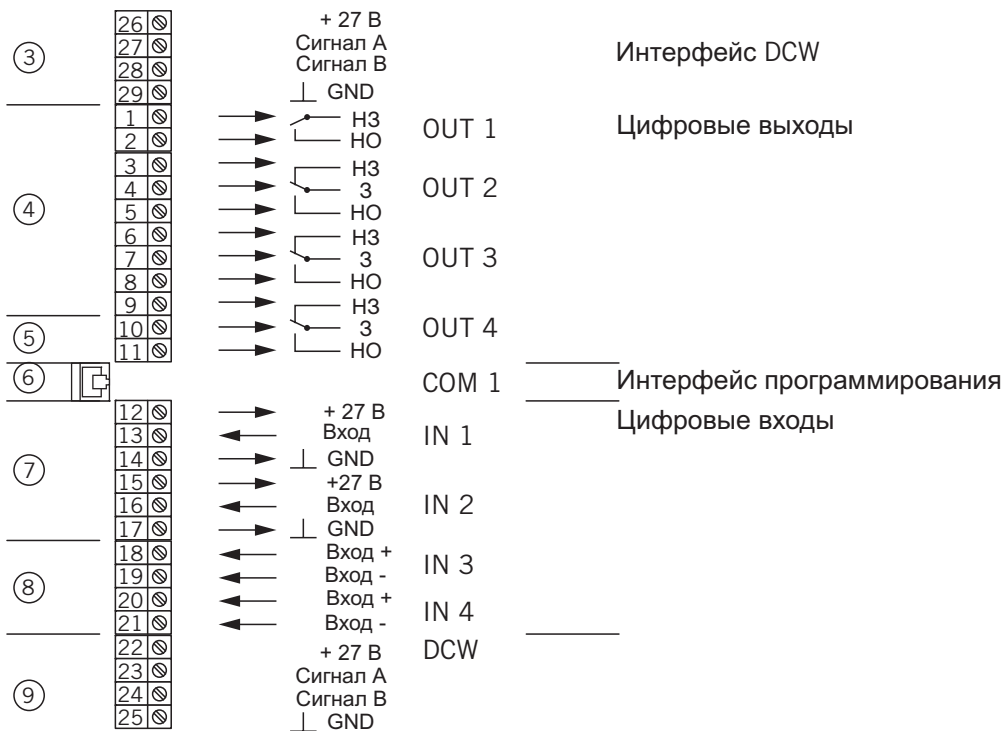 26 + 27 В
27 Сигнал A
③ 28 Сигнал B Интерфейс DCW
29 GND
1 НЗ OUT 1 Цифровые выходы
2 НО
3 НЗ
4 З OUT 2
④ 5 НО
6 НЗ
7 З OUT 3
8 НО
9 НЗ
⑤ 10 З OUT 4
11 НО
⑥ COM 1 Интерфейс программирования
12 + 27 В Цифровые входы
13 Вход IN 1
14 GND
⑦ 15 +27 В
16 Вход IN 2
17 GND
18 Вход + IN 3
19 Вход -
⑧ 20 Вход + IN 4
21 Вход -
22 + 27 В DCW
23 Сигнал A
⑨ 24 Сигнал B
25 GND